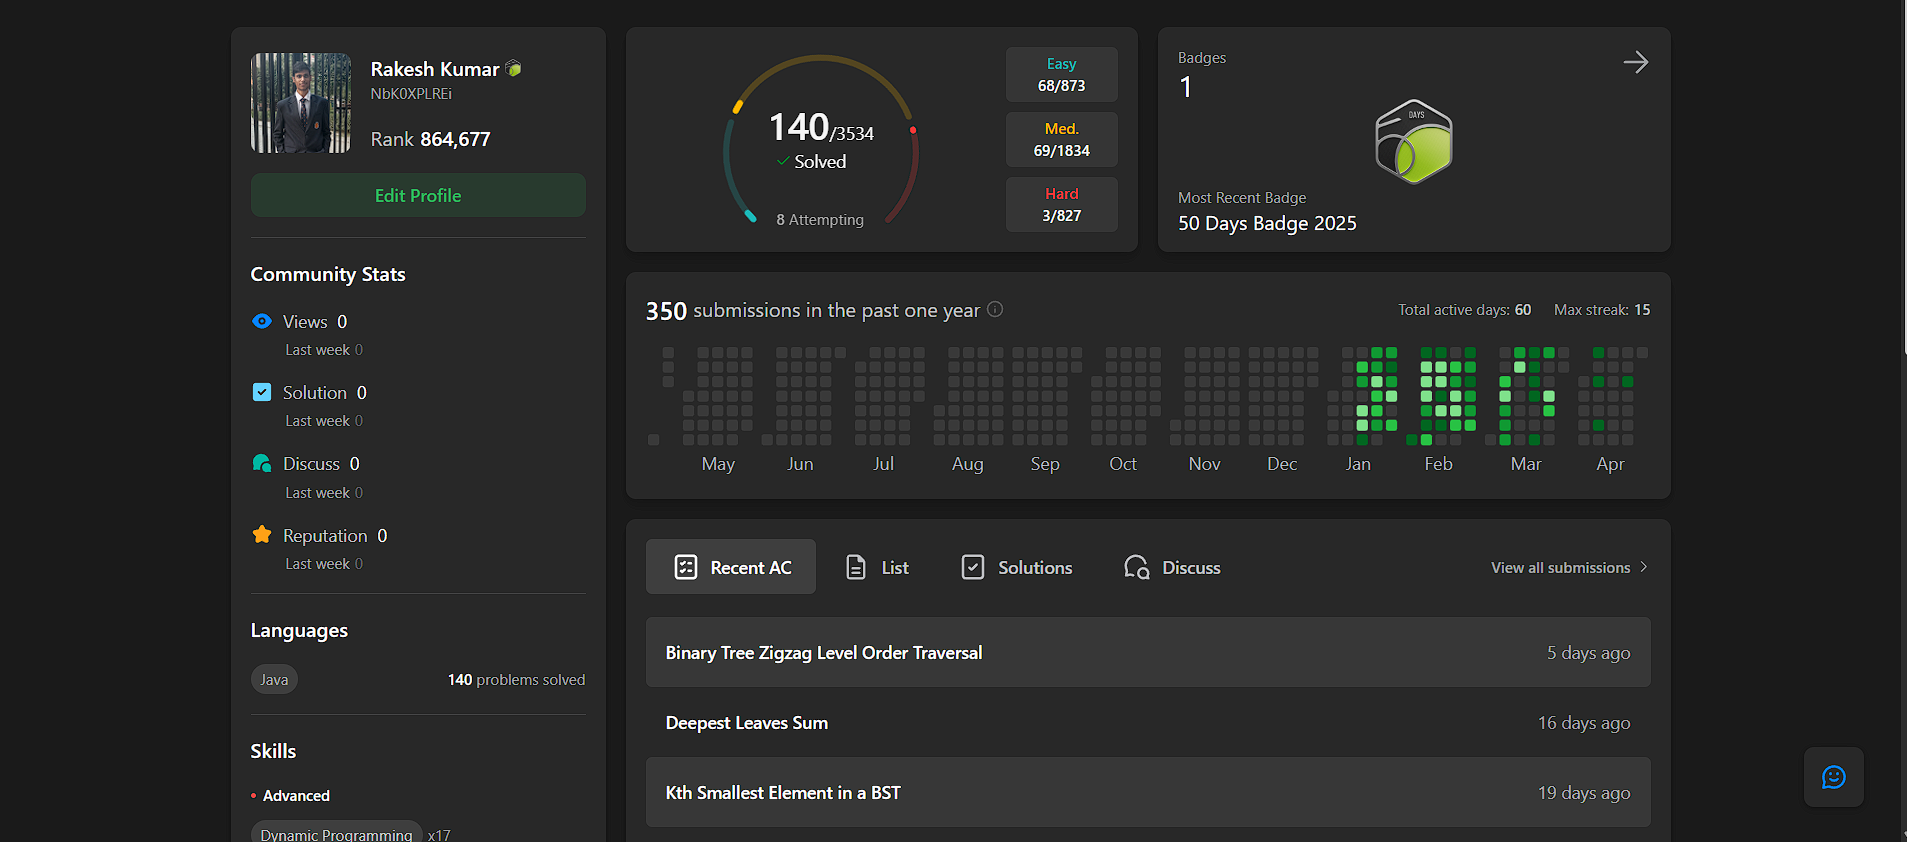 Rakesh Kumar
NbK0XPLREi
Rank 864,677
Edit Profile
Community Stats
Views 0
Last week 0
Solution 0
Last week 0
Discuss 0
Last week 0
Reputation 0
Last week 0
Languages
Java 140 problems solved
Skills
Advanced
Dynamic Programming x17
140/3534
Solved
8 Attempting
Easy
68/873
Med.
69/1834
Hard
3/827
Badges
1
DAYS
Most Recent Badge
50 Days Badge 2025
350 submissions in the past one year
Total active days: 60 Max streak: 15
May Jun Jul Aug Sep Oct Nov Dec Jan Feb Mar Apr
Recent AC List Solutions Discuss View all submissions
Binary Tree Zigzag Level Order Traversal 5 days ago
Deepest Leaves Sum 16 days ago
Kth Smallest Element in a BST 19 days ago